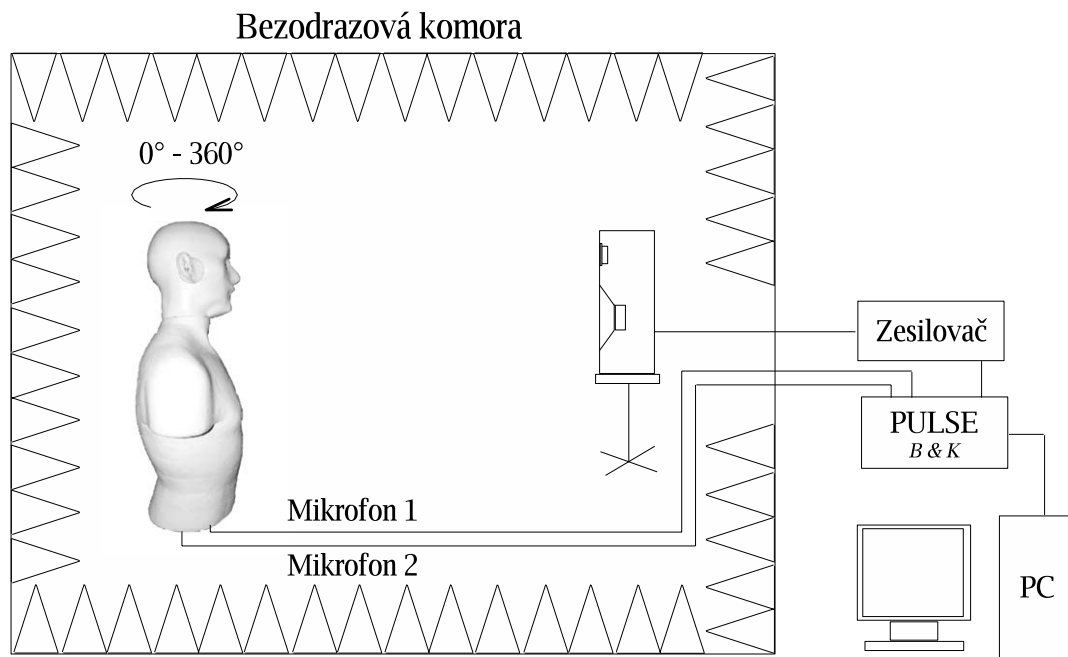 Bezodrazová komora
0° - 360°
Zesilovač
PULSE
B & K
Mikrofon 1
Mikrofon 2
PC